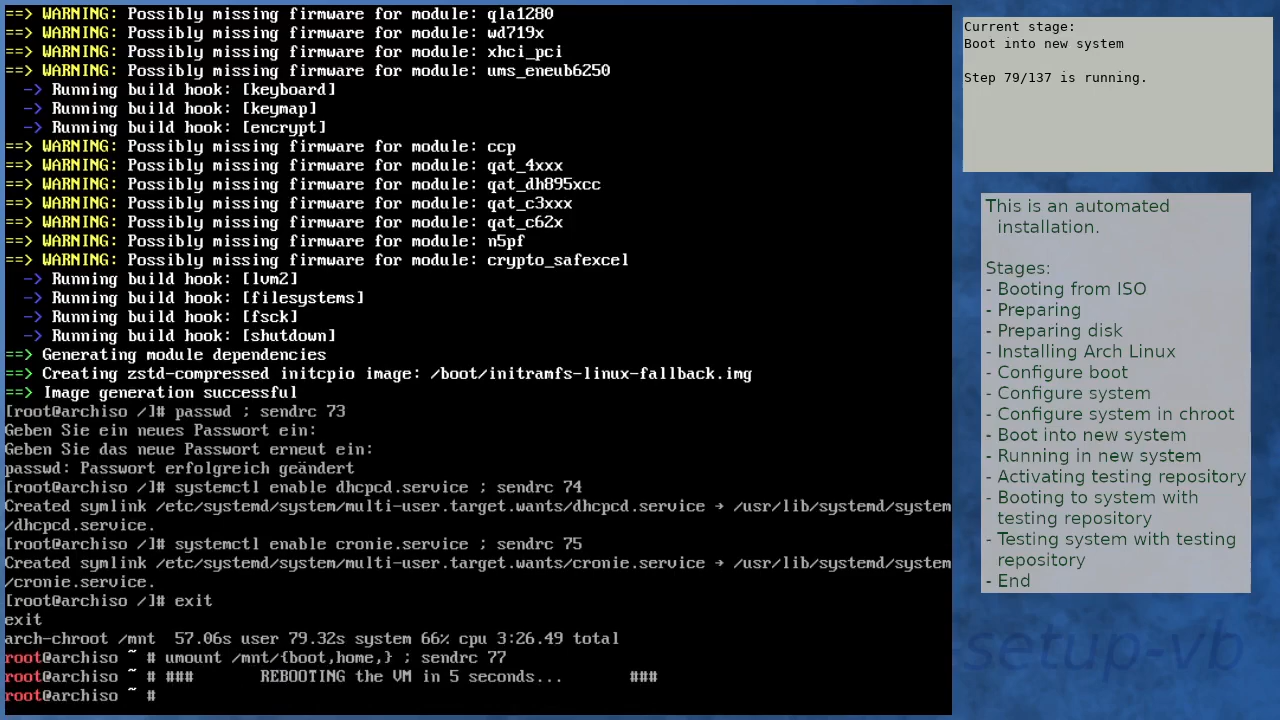 ==> WARNING: Possibly missing firmware for module: qla1280
==> WARNING: Possibly missing firmware for module: wd719x
==> WARNING: Possibly missing firmware for module: xhci_pci
==> WARNING: Possibly missing firmware for module: ums_eneub6250
-> Running build hook: [keyboard]
-> Running build hook: [keymap]
-> Running build hook: [encrypt]
==> WARNING: Possibly missing firmware for module: ccp
==> WARNING: Possibly missing firmware for module: qat_4xxx
==> WARNING: Possibly missing firmware for module: qat_dh895xcc
==> WARNING: Possibly missing firmware for module: qat_c3xxx
==> WARNING: Possibly missing firmware for module: qat_c62x
==> WARNING: Possibly missing firmware for module: n5pf
==> WARNING: Possibly missing firmware for module: crypto_safexcel
-> Running build hook: [lvm2]
-> Running build hook: [filesystems]
-> Running build hook: [fsck]
-> Running build hook: [shutdown]
==> Generating module dependencies
==> Creating zstd-compressed initcpio image: /boot/initramfs-linux-fallback.img
==> Image generation successful
[root@archiso /]# passwd ; sendrc 73
Geben Sie ein neues Passwort ein:
Geben Sie das neue Passwort erneut ein:
passwd: Passwort erfolgreich geändert
[root@archiso /]# systemctl enable dhcpcd.service ; sendrc 74
Created symlink /etc/systemd/system/multi-user.target.wants/dhcpcd.service → /usr/lib/systemd/system
/dhcpcd.service.
[root@archiso /]# systemctl enable cronie.service ; sendrc 75
Created symlink /etc/systemd/system/multi-user.target.wants/cronie.service → /usr/lib/systemd/system
/cronie.service.
[root@archiso /]# exit
exit
arch-chroot /mnt  57.06s user 79.32s system 66% cpu 3:26.49 total
root@archiso ~ # umount /mnt/{boot,home,} ; sendrc 77
root@archiso ~ # ###       REBOOTING the VM in 5 seconds...       ###
root@archiso ~ #
Current stage:
Boot into new system
Step 79/137 is running.
This is an automated
installation.
Stages:
- Booting from ISO
- Preparing
- Preparing disk
- Installing Arch Linux
- Configure boot
- Configure system
- Configure system in chroot
- Boot into new system
- Running in new system
- Activating testing repository
- Booting to system with
testing repository
- Testing system with testing
repository
- End
-setup-vb